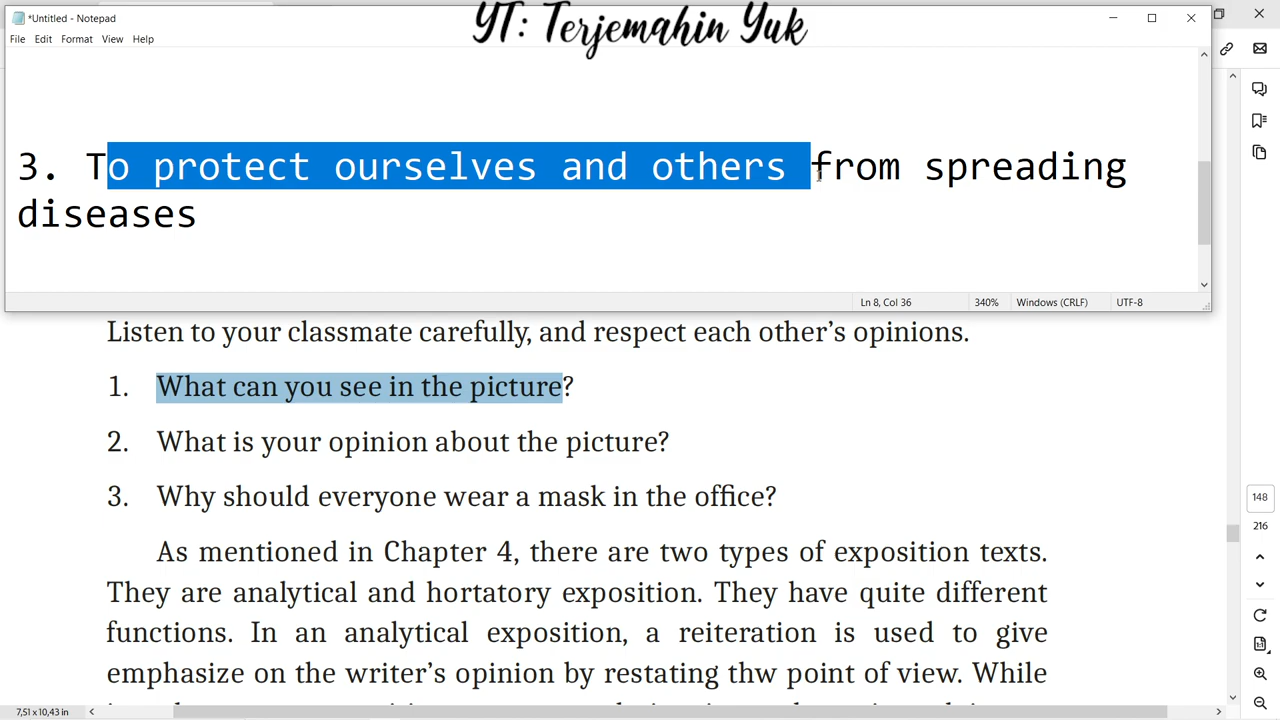 *Untitled - Notepad
YT: Terjemahin Yuk
File Edit Format View Help
3. To protect ourselves and others from spreading
diseases
Ln 8, Col 36 340% Windows (CRLF) UTF-8
Listen to your classmate carefully, and respect each other’s opinions.
1. What can you see in the picture?
2. What is your opinion about the picture?
3. Why should everyone wear a mask in the office?
As mentioned in Chapter 4, there are two types of exposition texts.
They are analytical and hortatory exposition. They have quite different
functions. In an analytical exposition, a reiteration is used to give
emphasize on the writer’s opinion by restating thw point of view. While
148
216
7,51 x 10,43 in